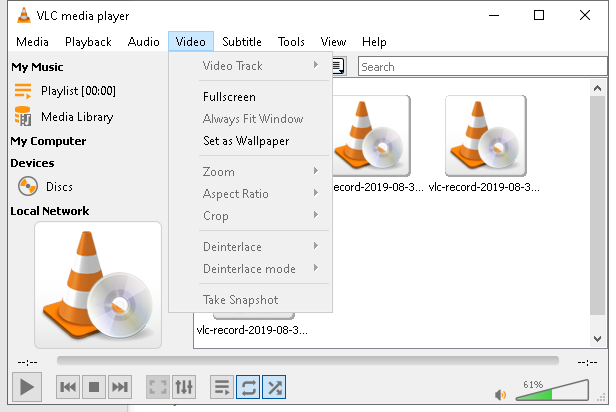 VLC media player
Media Playback Audio Video Subtitle Tools View Help
My Music
Playlist [00:00]
Media Library
My Computer
Devices
Discs
Local Network
Video Track
Fullscreen
Always Fit Window
Set as Wallpaper
Zoom
Aspect Ratio
Crop
Deinterlace
Deinterlace mode
Take Snapshot
Search
record-2019-08-3... vlc-record-2019-08-3...
vlc-record-2019-08-3...
--:-- --:--
61%